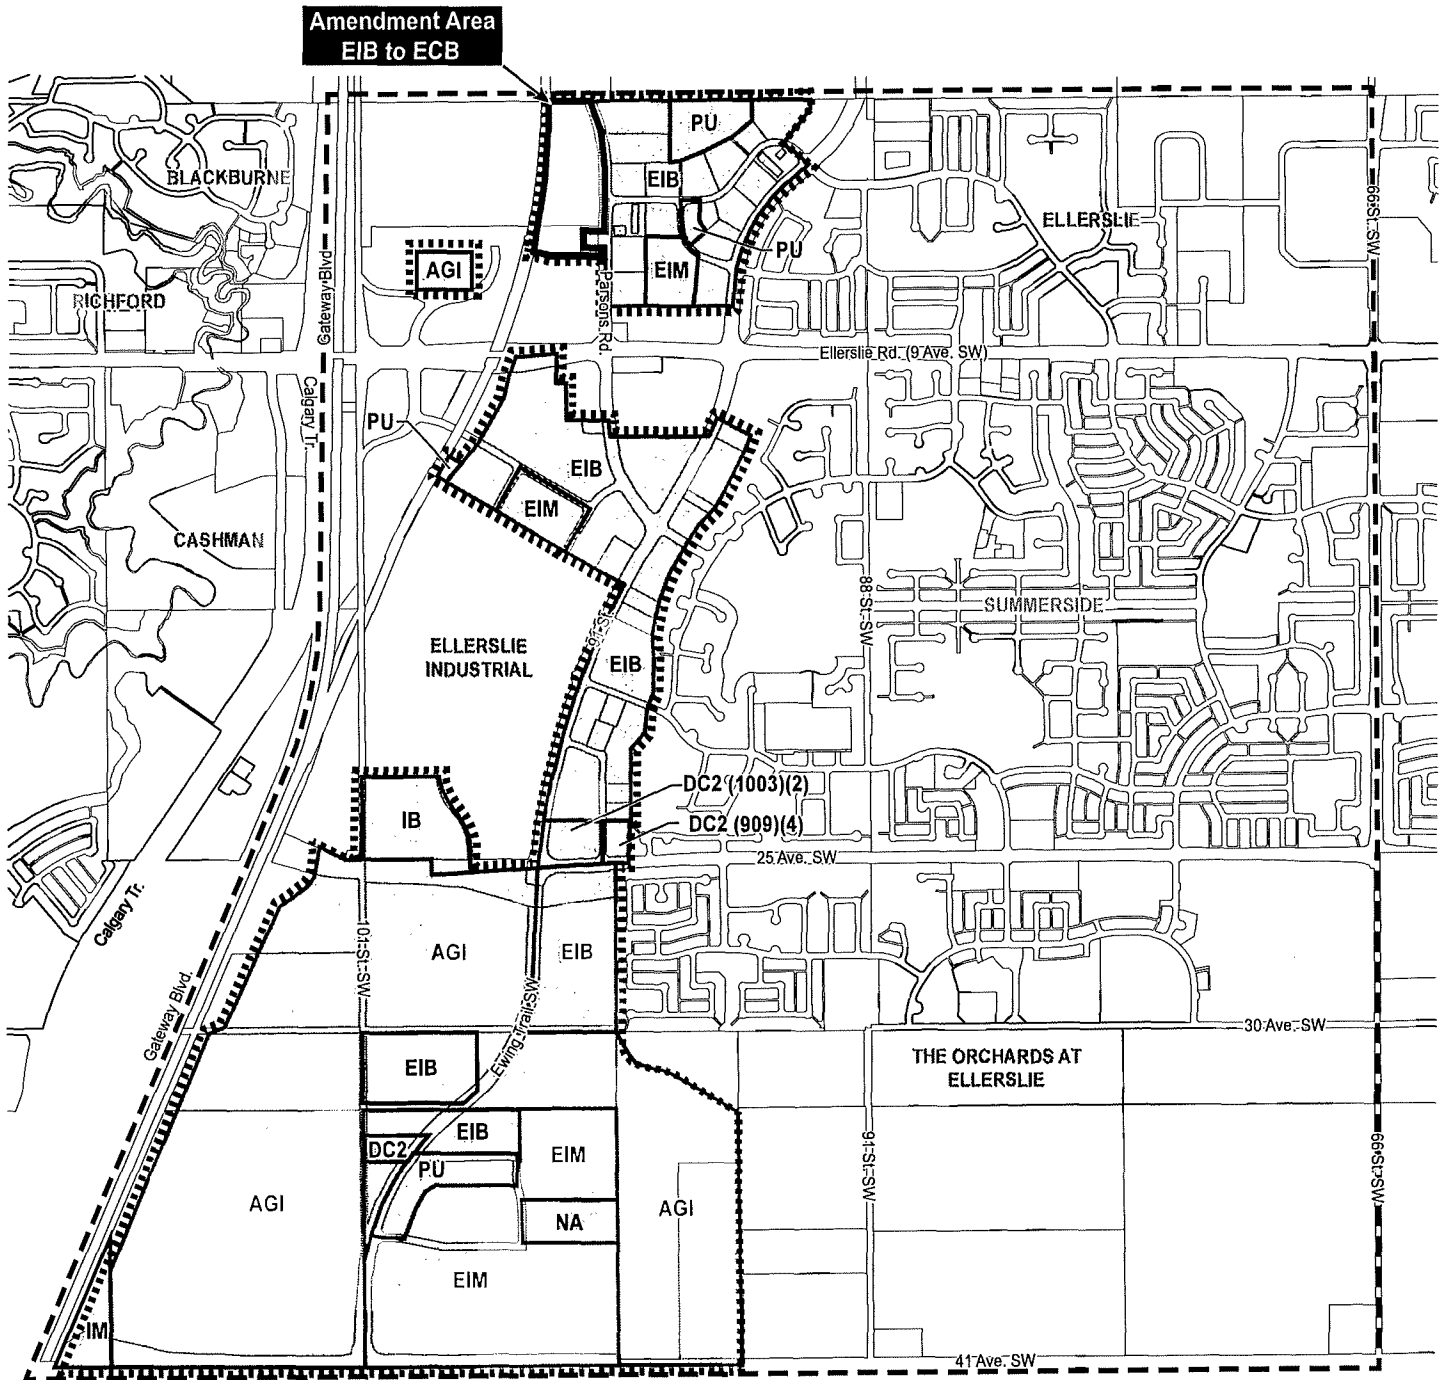 Amendment Area
EIB to ECB
PU
BLACKBURNE
EIB
ELLERSLIE
66 St. SW
Gateway Blvd
PU
AGI
EIM
RICHFORD
Parsons Rd.
Ellerslie Rd. (9 Ave. SW)
Calgary Tr.
PU
EIB
EIM
CASHMAN
88 St. SW
SUMMERSIDE
91 St.
ELLERSLIE
INDUSTRIAL
EIB
DC2 (1003)(2)
IB
DC2 (909)(4)
25 Ave. SW
Calgary Tr.
101 St. SW
AGI
EIB
Gateway Blvd.
Ewing Trail SW
30 Ave. SW
THE ORCHARDS AT
ELLERSLIE
EIB
EIB
DC2
EIM
PU
91 St. SW
66 St. SW
AGI
AGI
NA
EIM
IM
41 Ave. SW